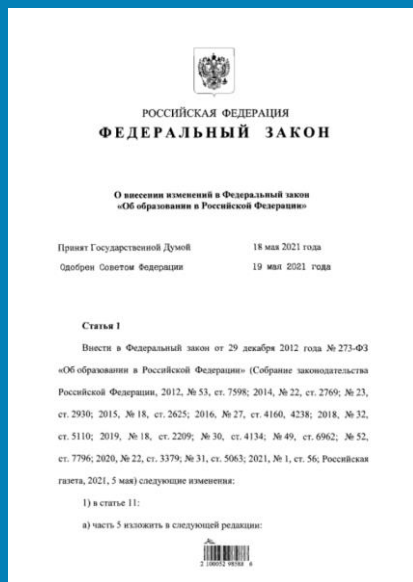 РОССИЙСКАЯ ФЕДЕРАЦИЯ
ФЕДЕРАЛЬНЫЙ ЗАКОН
О внесении изменений в Федеральный закон
«Об образовании в Российской Федерации»
Принят Государственной Думой 18 мая 2021 года
Одобрен Советом Федерации 19 мая 2021 года
Статья 1
Внести в Федеральный закон от 29 декабря 2012 года № 273-ФЗ
«Об образовании в Российской Федерации» (Собрание законодательства
Российской Федерации, 2012, № 53, ст. 7598; 2014, № 22, ст. 2769; № 23,
ст. 2930; 2015, № 18, ст. 2625; 2016, № 27, ст. 4160, 4238; 2018, № 32,
ст. 5110; 2019, № 18, ст. 2209; № 30, ст. 4134; № 49, ст. 6962; № 52,
ст. 7796; 2020, № 22, ст. 3379; № 31, ст. 5063; 2021, № 1, ст. 56; Российская
газета, 2021, 5 мая) следующие изменения:
1) в статье 11:
а) часть 5 изложить в следующей редакции: